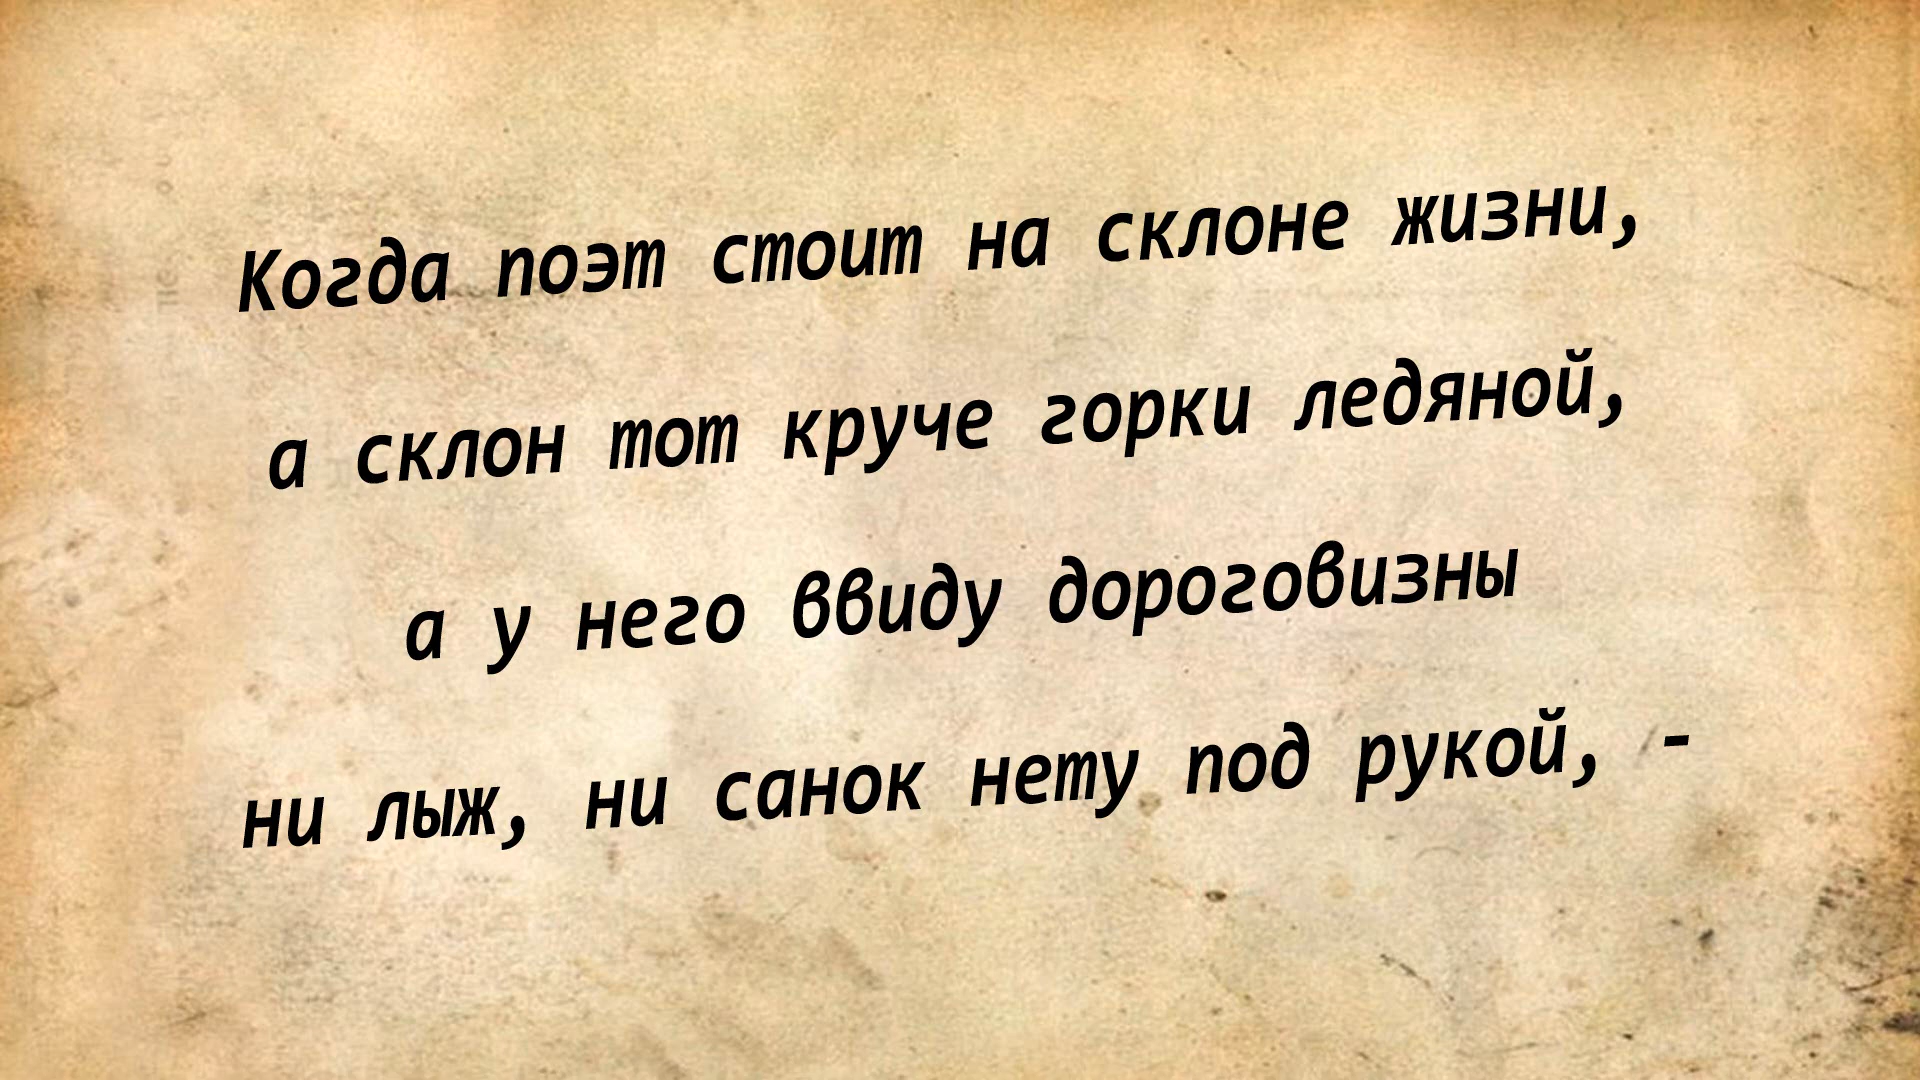 Когда поэт стоит на склоне жизни,
а склон тот круче горки ледяной,
а у него ввиду дороговизны
ни лыж, ни санок нету под рукой, -